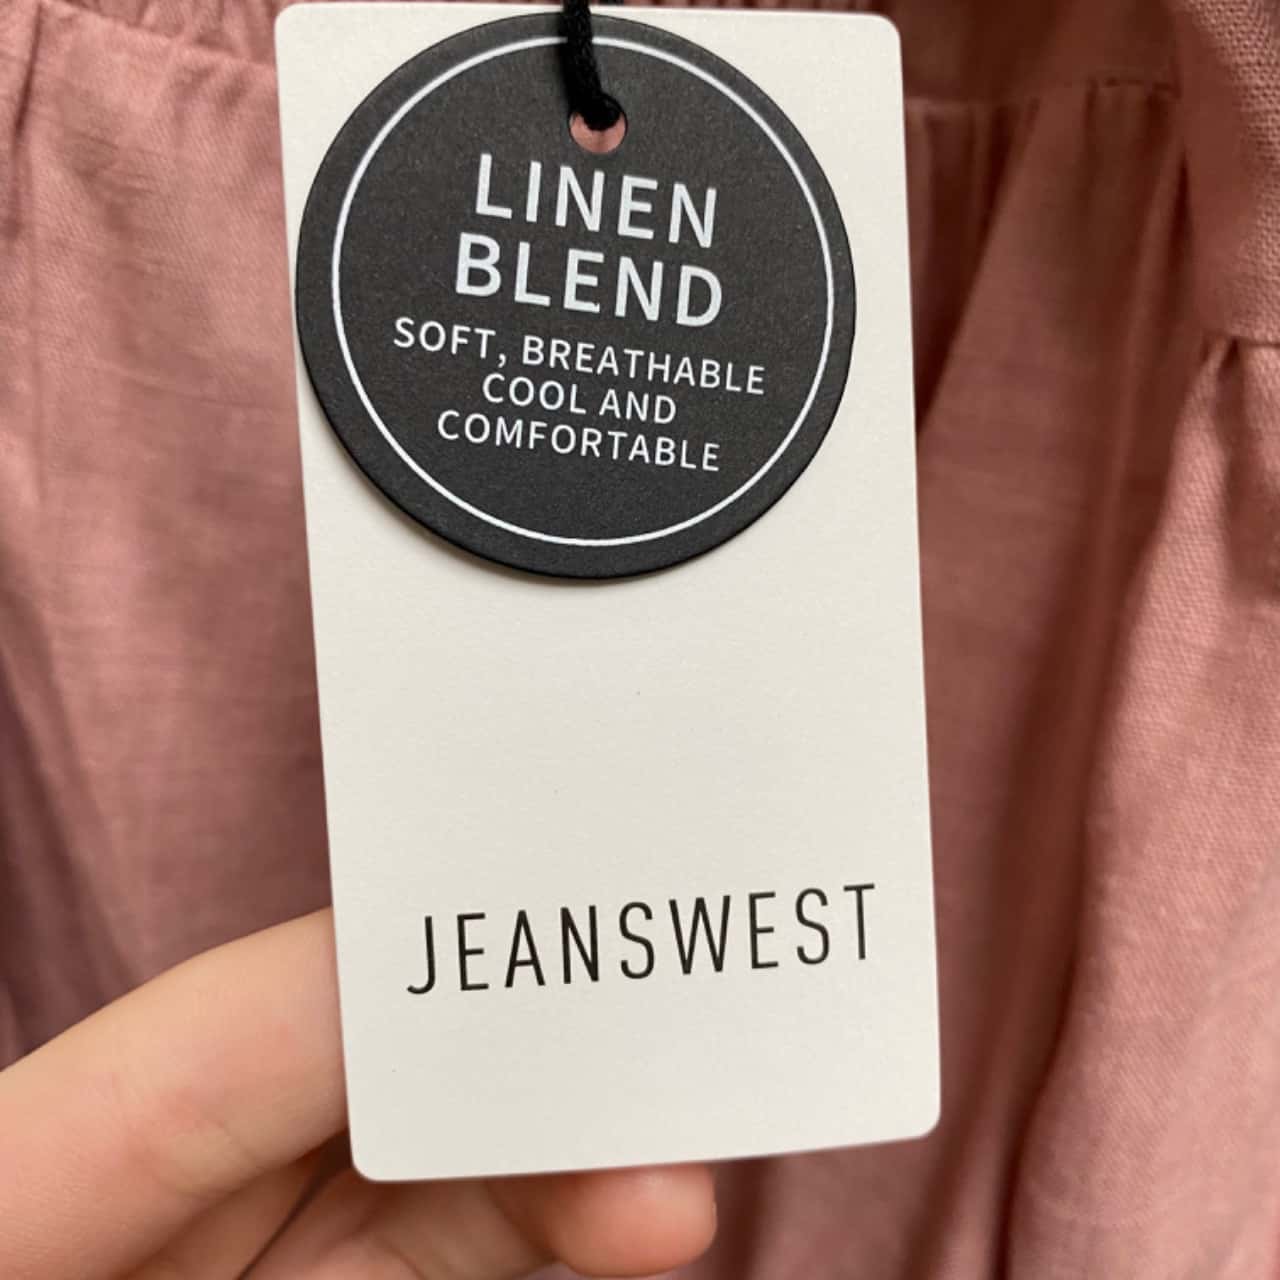 LINEN
BLEND
SOFT, BREATHABLE
COOL AND
COMFORTABLE
JEANSWEST